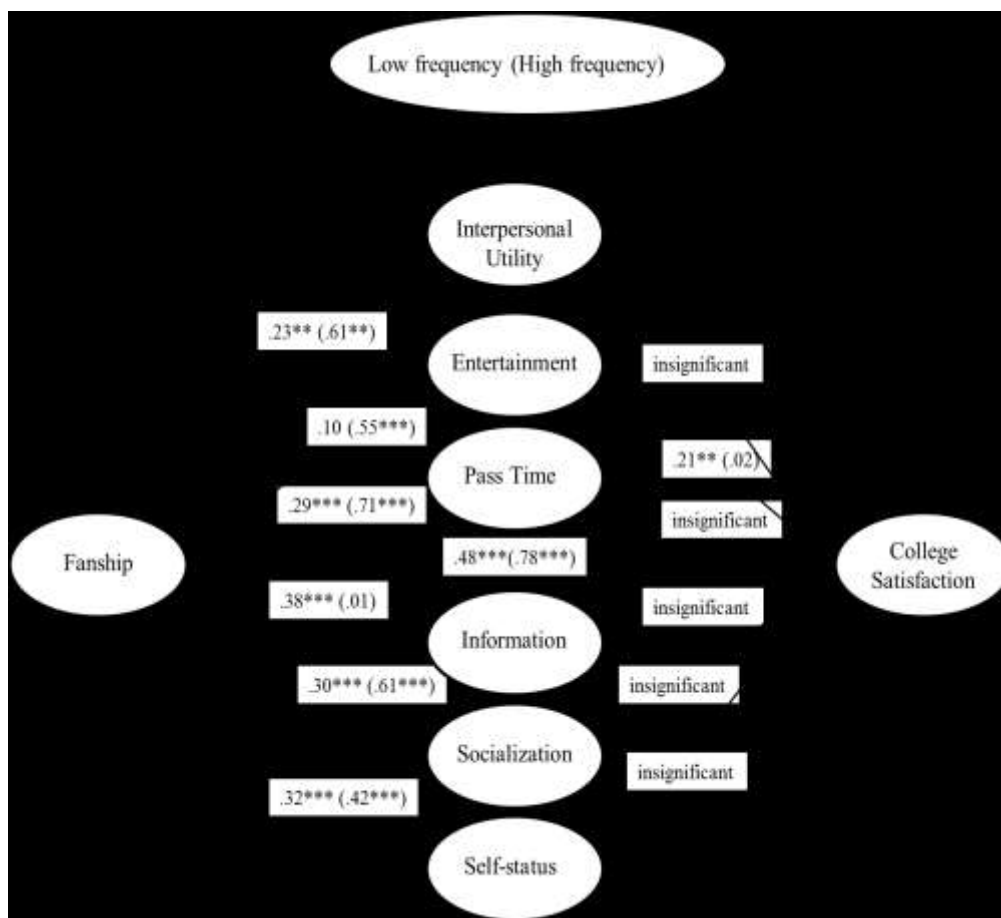 Low frequency (High frequency)
Interpersonal
Utility
.23** (.61**)
Entertainment
insignificant
.10 (.55***)
.21** (.02)
Pass Time
.29*** (.71***)
insignificant
Fanship
.48***(.78***)
College
Satisfaction
.38*** (.01)
insignificant
Information
.30*** (.61***)
insignificant
Socialization
insignificant
.32*** (.42***)
Self-status